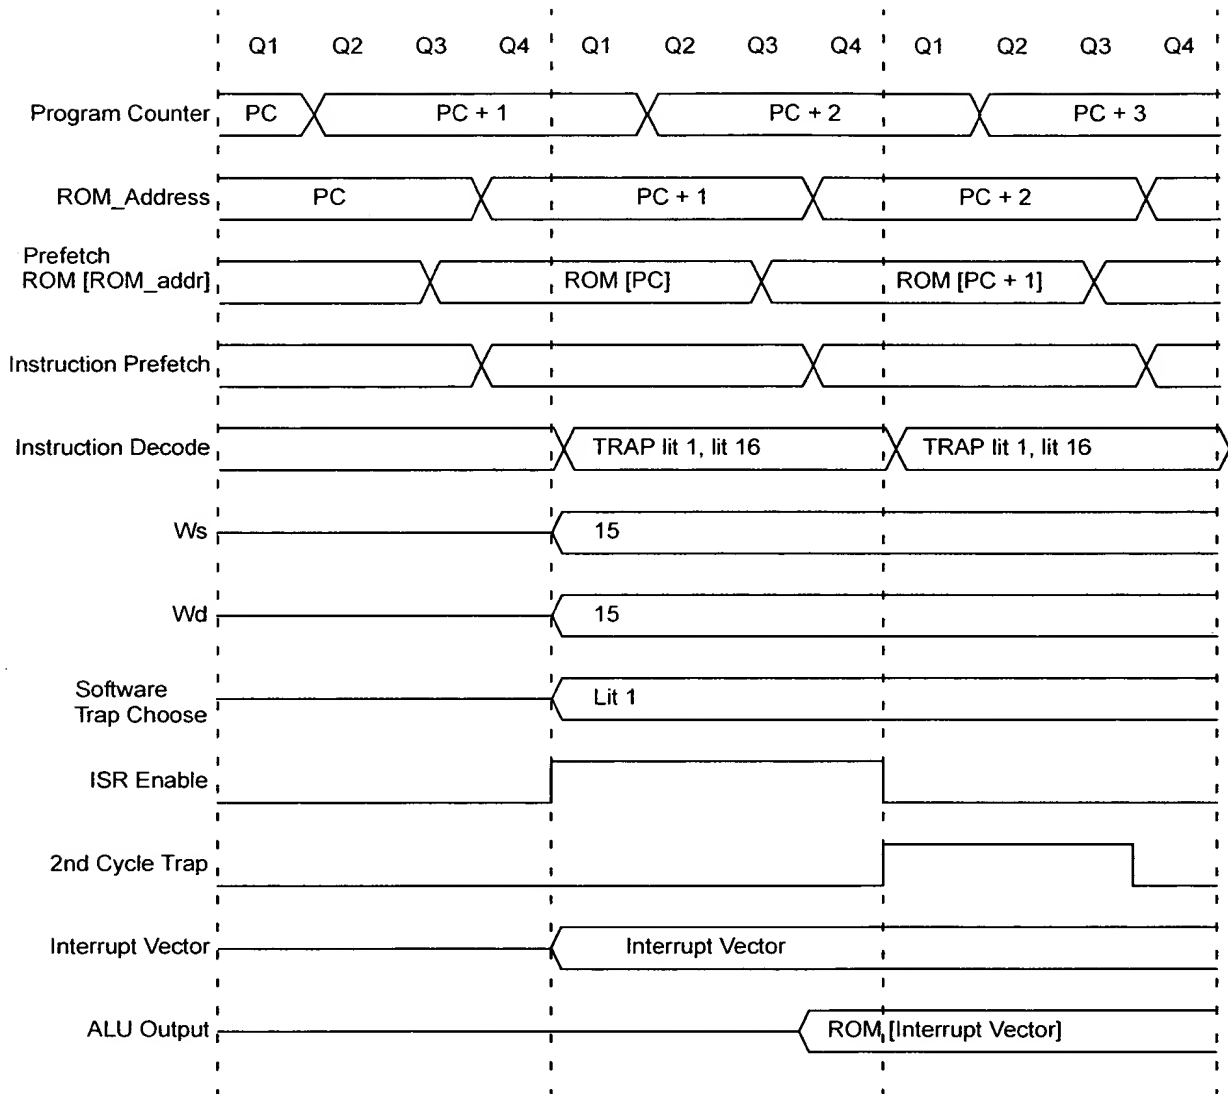 Q1 Q2 Q3 Q4 Q1 Q2 Q3 Q4 Q1 Q2 Q3 Q4
Program Counter PC PC + 1 PC + 2 PC + 3
ROM_Address PC PC + 1 PC + 2
Prefetch
ROM [ROM_addr] ROM [PC] ROM [PC + 1]
Instruction Prefetch
Instruction Decode TRAP lit 1, lit 16 TRAP lit 1, lit 16
Ws 15
Wd 15
Software
Trap Choose Lit 1
ISR Enable
2nd Cycle Trap
Interrupt Vector Interrupt Vector
ALU Output ROM [Interrupt Vector]